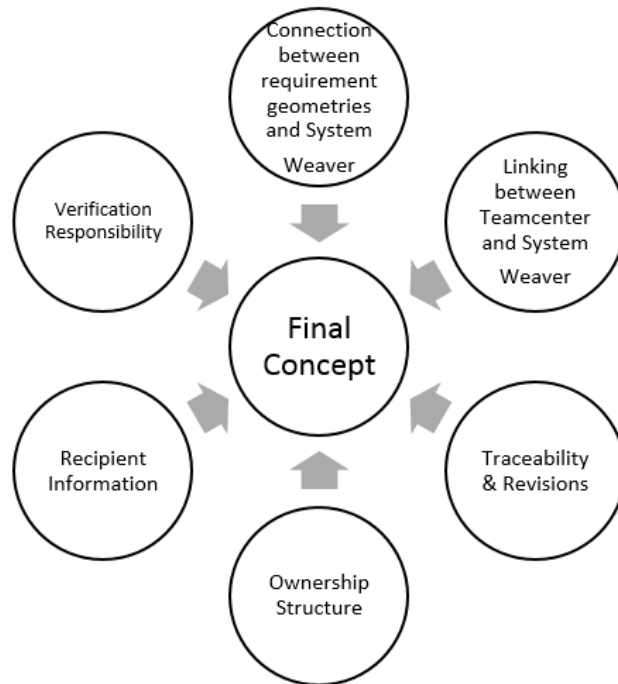 Connection
between
requirement
geometries
and System
Weaver
Linking
between
Teamcenter
and System
Weaver
Verification
Responsibility
Final
Concept
Recipient
Information
Traceability
& Revisions
Ownership
Structure